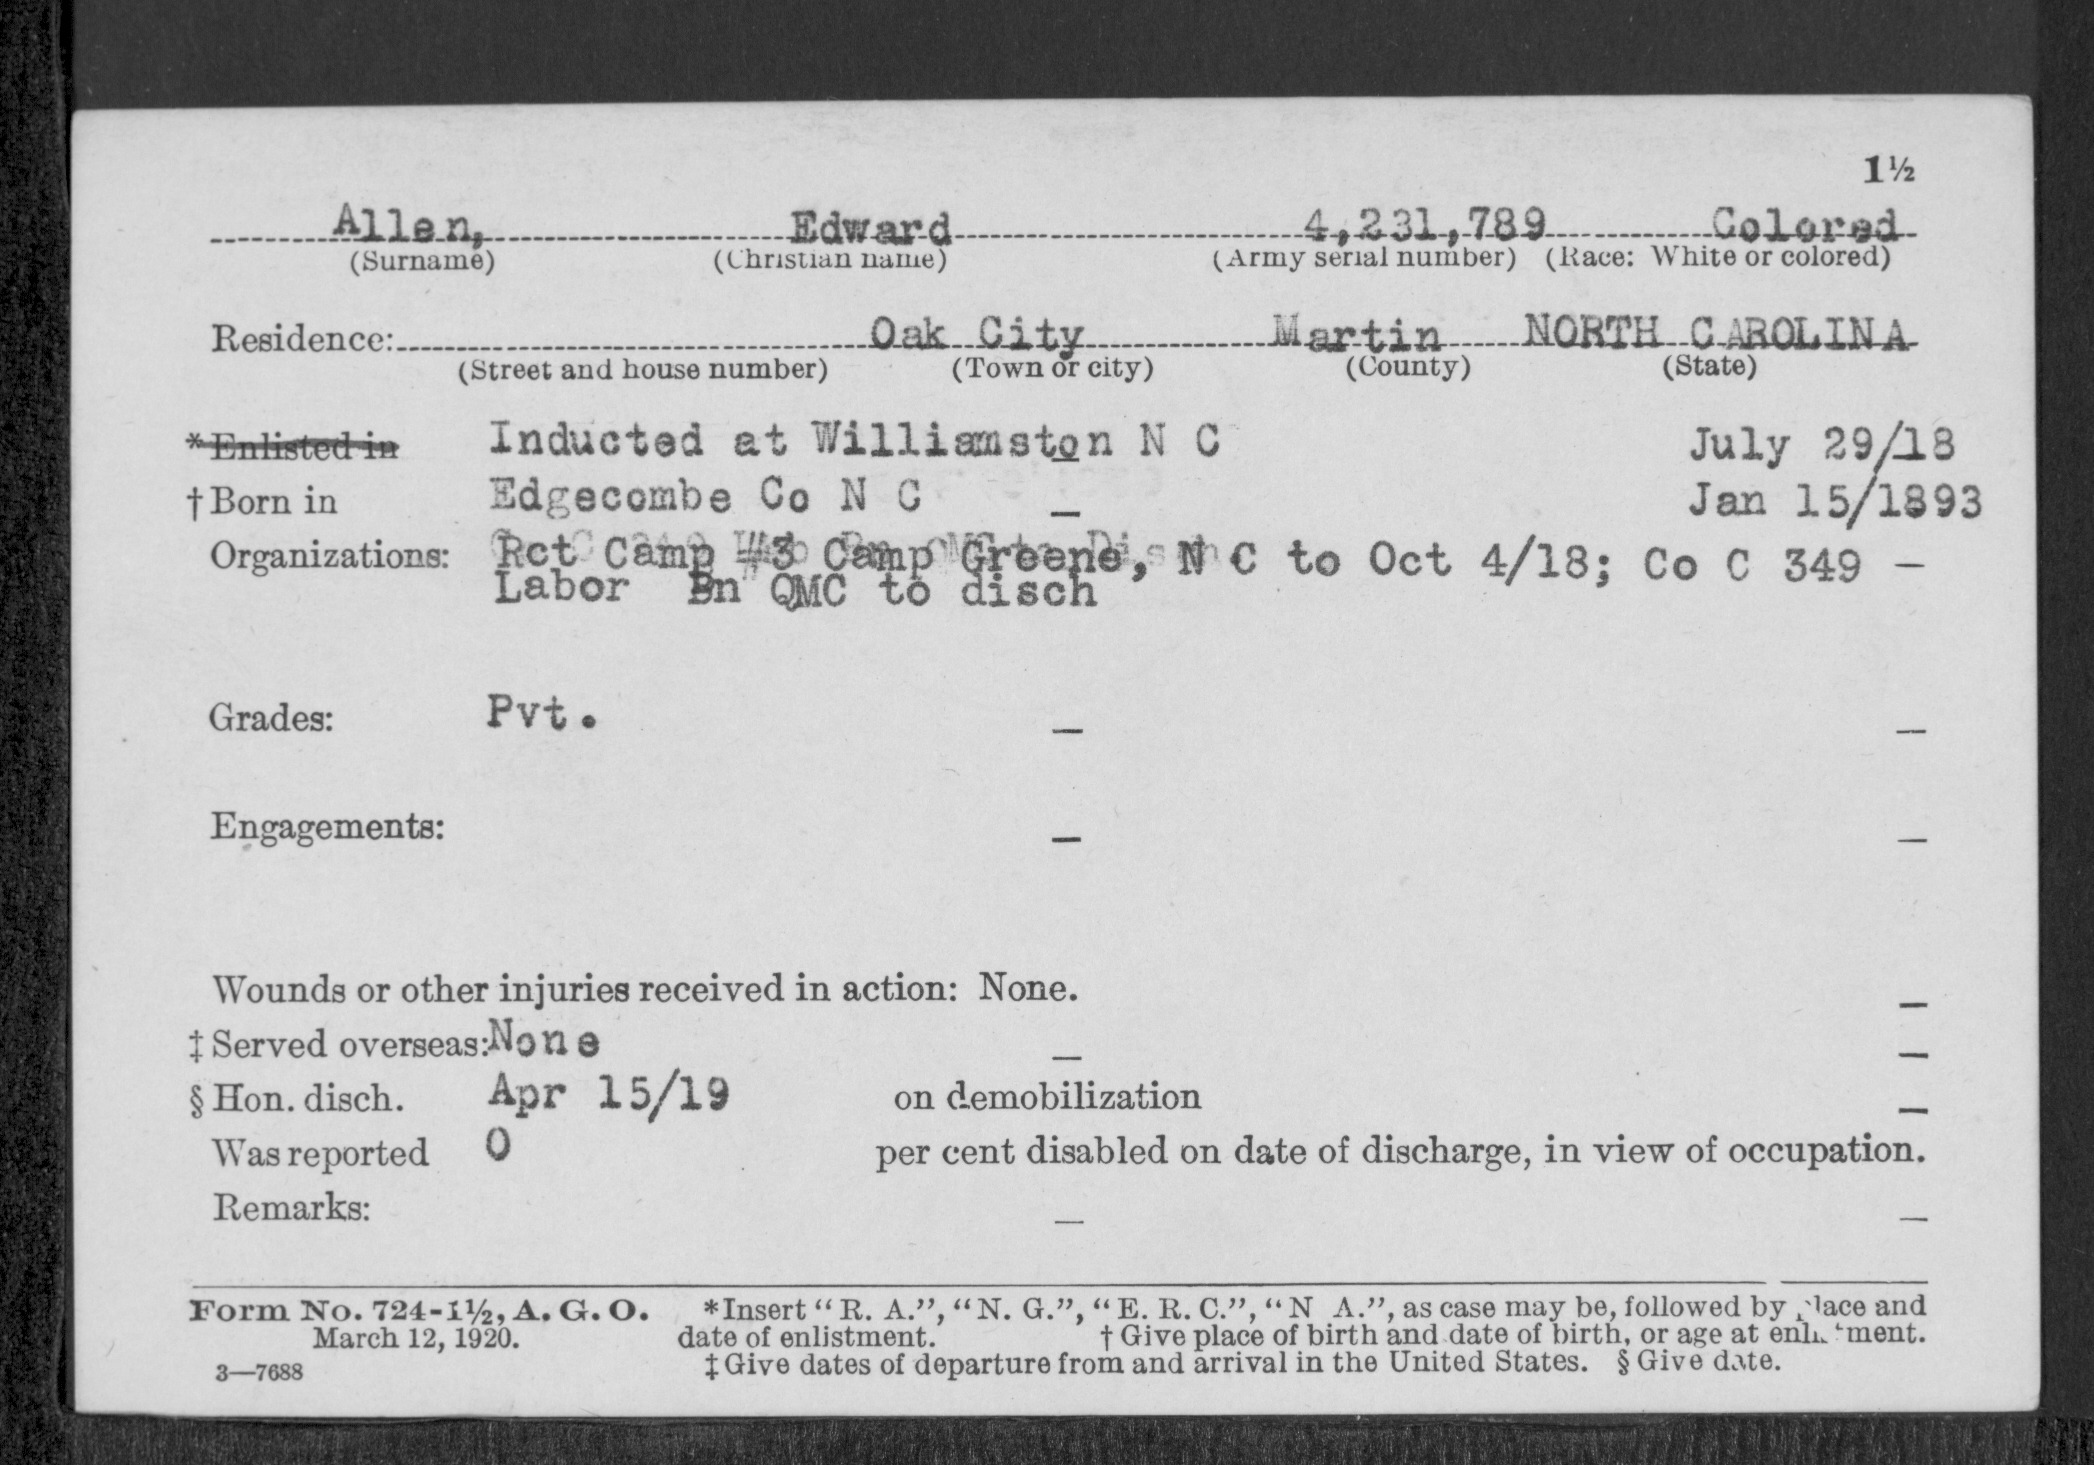 1½
Allen, Edward 4,231,789 Colored
(Surname) (Christian name) (Army serial number) (Race: White or colored)
Residence: Oak City Martin NORTH CAROLINA
(Street and house number) (Town or city) (County) (State)
*Enlisted in Inducted at Williamston N C July 29/18
†Born in Edgecombe Co N C _ Jan 15/1893
Organizations: Rct Camp #3 Camp Greene, N C to Oct 4/18; Co C 349 —
Labor Bn QMC to disch
Grades: Pvt. — —
Engagements: — —
Wounds or other injuries received in action: None. —
‡Served overseas: None — —
§Hon. disch. Apr 15/19 on demobilization —
Was reported 0 per cent disabled on date of discharge, in view of occupation.
Remarks: — —
Form No. 724-1½, A. G. O. *Insert “R. A.”, “N. G.”, “E. R. C.”, “N A.”, as case may be, followed by place and
March 12, 1920. date of enlistment. †Give place of birth and date of birth, or age at enlistment.
3—7688 ‡Give dates of departure from and arrival in the United States. §Give date.